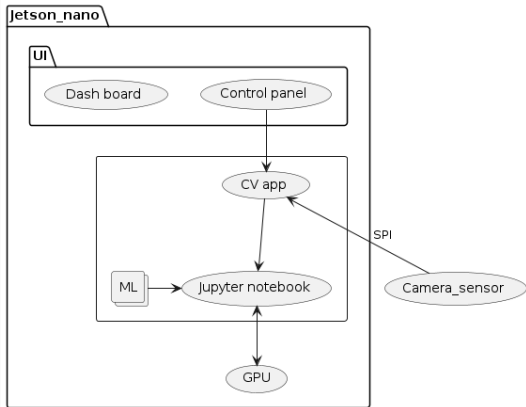 Jetson_nano
UI
Dash board
Control panel
CV app
SPI
ML
Jupyter notebook
Camera_sensor
GPU